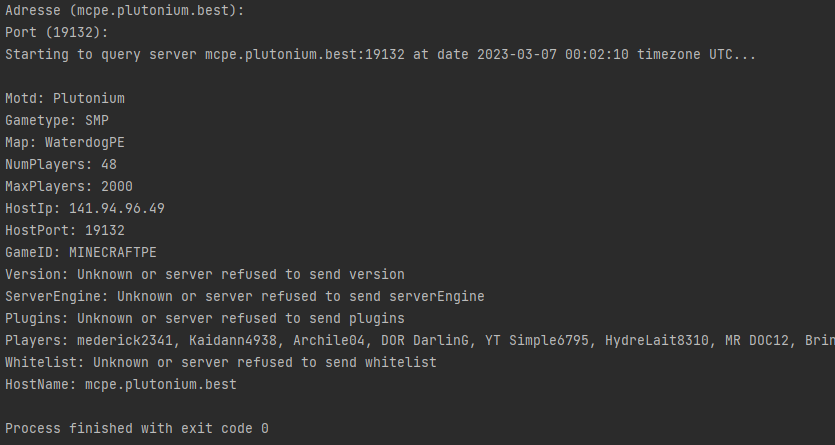 Adresse (mcpe.plutonium.best):
Port (19132):
Starting to query server mcpe.plutonium.best:19132 at date 2023-03-07 00:02:10 timezone UTC...
Motd: Plutonium
Gametype: SMP
Map: WaterdogPE
NumPlayers: 48
MaxPlayers: 2000
HostIp: 141.94.96.49
HostPort: 19132
GameID: MINECRAFTPE
Version: Unknown or server refused to send version
ServerEngine: Unknown or server refused to send serverEngine
Plugins: Unknown or server refused to send plugins
Players: mederick2341, Kaidann4938, Archile04, DOR DarlinG, YT Simple6795, HydreLait8310, MR DOC12, Brin
Whitelist: Unknown or server refused to send whitelist
HostName: mcpe.plutonium.best
Process finished with exit code 0